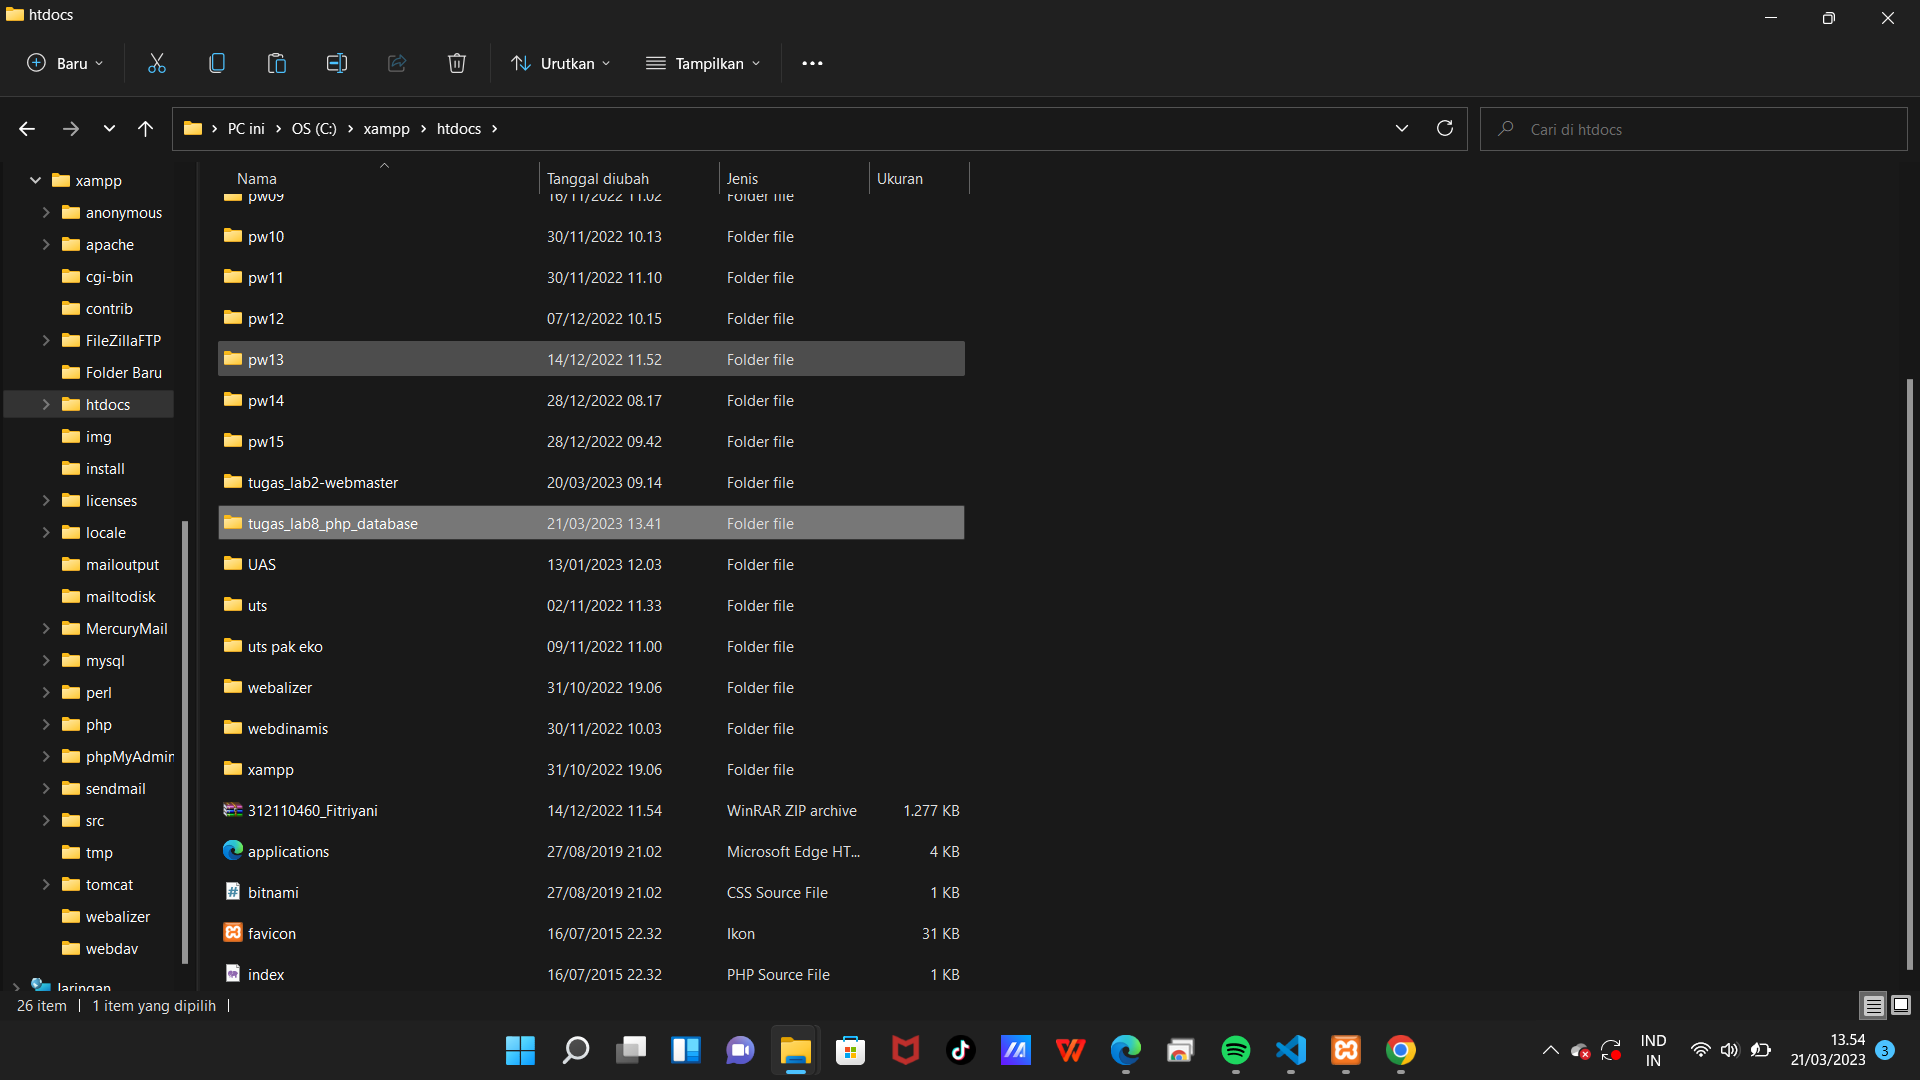 htdocs
Baru
Urutkan
Tampilkan
PC ini
OS (C:)
xampp
htdocs
Cari di htdocs
xampp
anonymous
apache
cgi-bin
contrib
FileZillaFTP
Folder Baru
htdocs
img
install
licenses
locale
mailoutput
mailtodisk
MercuryMail
mysql
perl
php
phpMyAdmin
sendmail
src
tmp
tomcat
webalizer
webdav
Jaringan
Nama Tanggal diubah Jenis Ukuran
pw09 16/11/2022 11.02 Folder file
pw10 30/11/2022 10.13 Folder file
pw11 30/11/2022 11.10 Folder file
pw12 07/12/2022 10.15 Folder file
pw13 14/12/2022 11.52 Folder file
pw14 28/12/2022 08.17 Folder file
pw15 28/12/2022 09.42 Folder file
tugas_lab2-webmaster 20/03/2023 09.14 Folder file
tugas_lab8_php_database 21/03/2023 13.41 Folder file
UAS 13/01/2023 12.03 Folder file
uts 02/11/2022 11.33 Folder file
uts pak eko 09/11/2022 11.00 Folder file
webalizer 31/10/2022 19.06 Folder file
webdinamis 30/11/2022 10.03 Folder file
xampp 31/10/2022 19.06 Folder file
312110460_Fitriyani 14/12/2022 11.54 WinRAR ZIP archive 1.277 KB
applications 27/08/2019 21.02 Microsoft Edge HT... 4 KB
bitnami 27/08/2019 21.02 CSS Source File 1 KB
favicon 16/07/2015 22.32 Ikon 31 KB
index 16/07/2015 22.32 PHP Source File 1 KB
26 item
1 item yang dipilih
IND
IN
13.54
21/03/2023
3